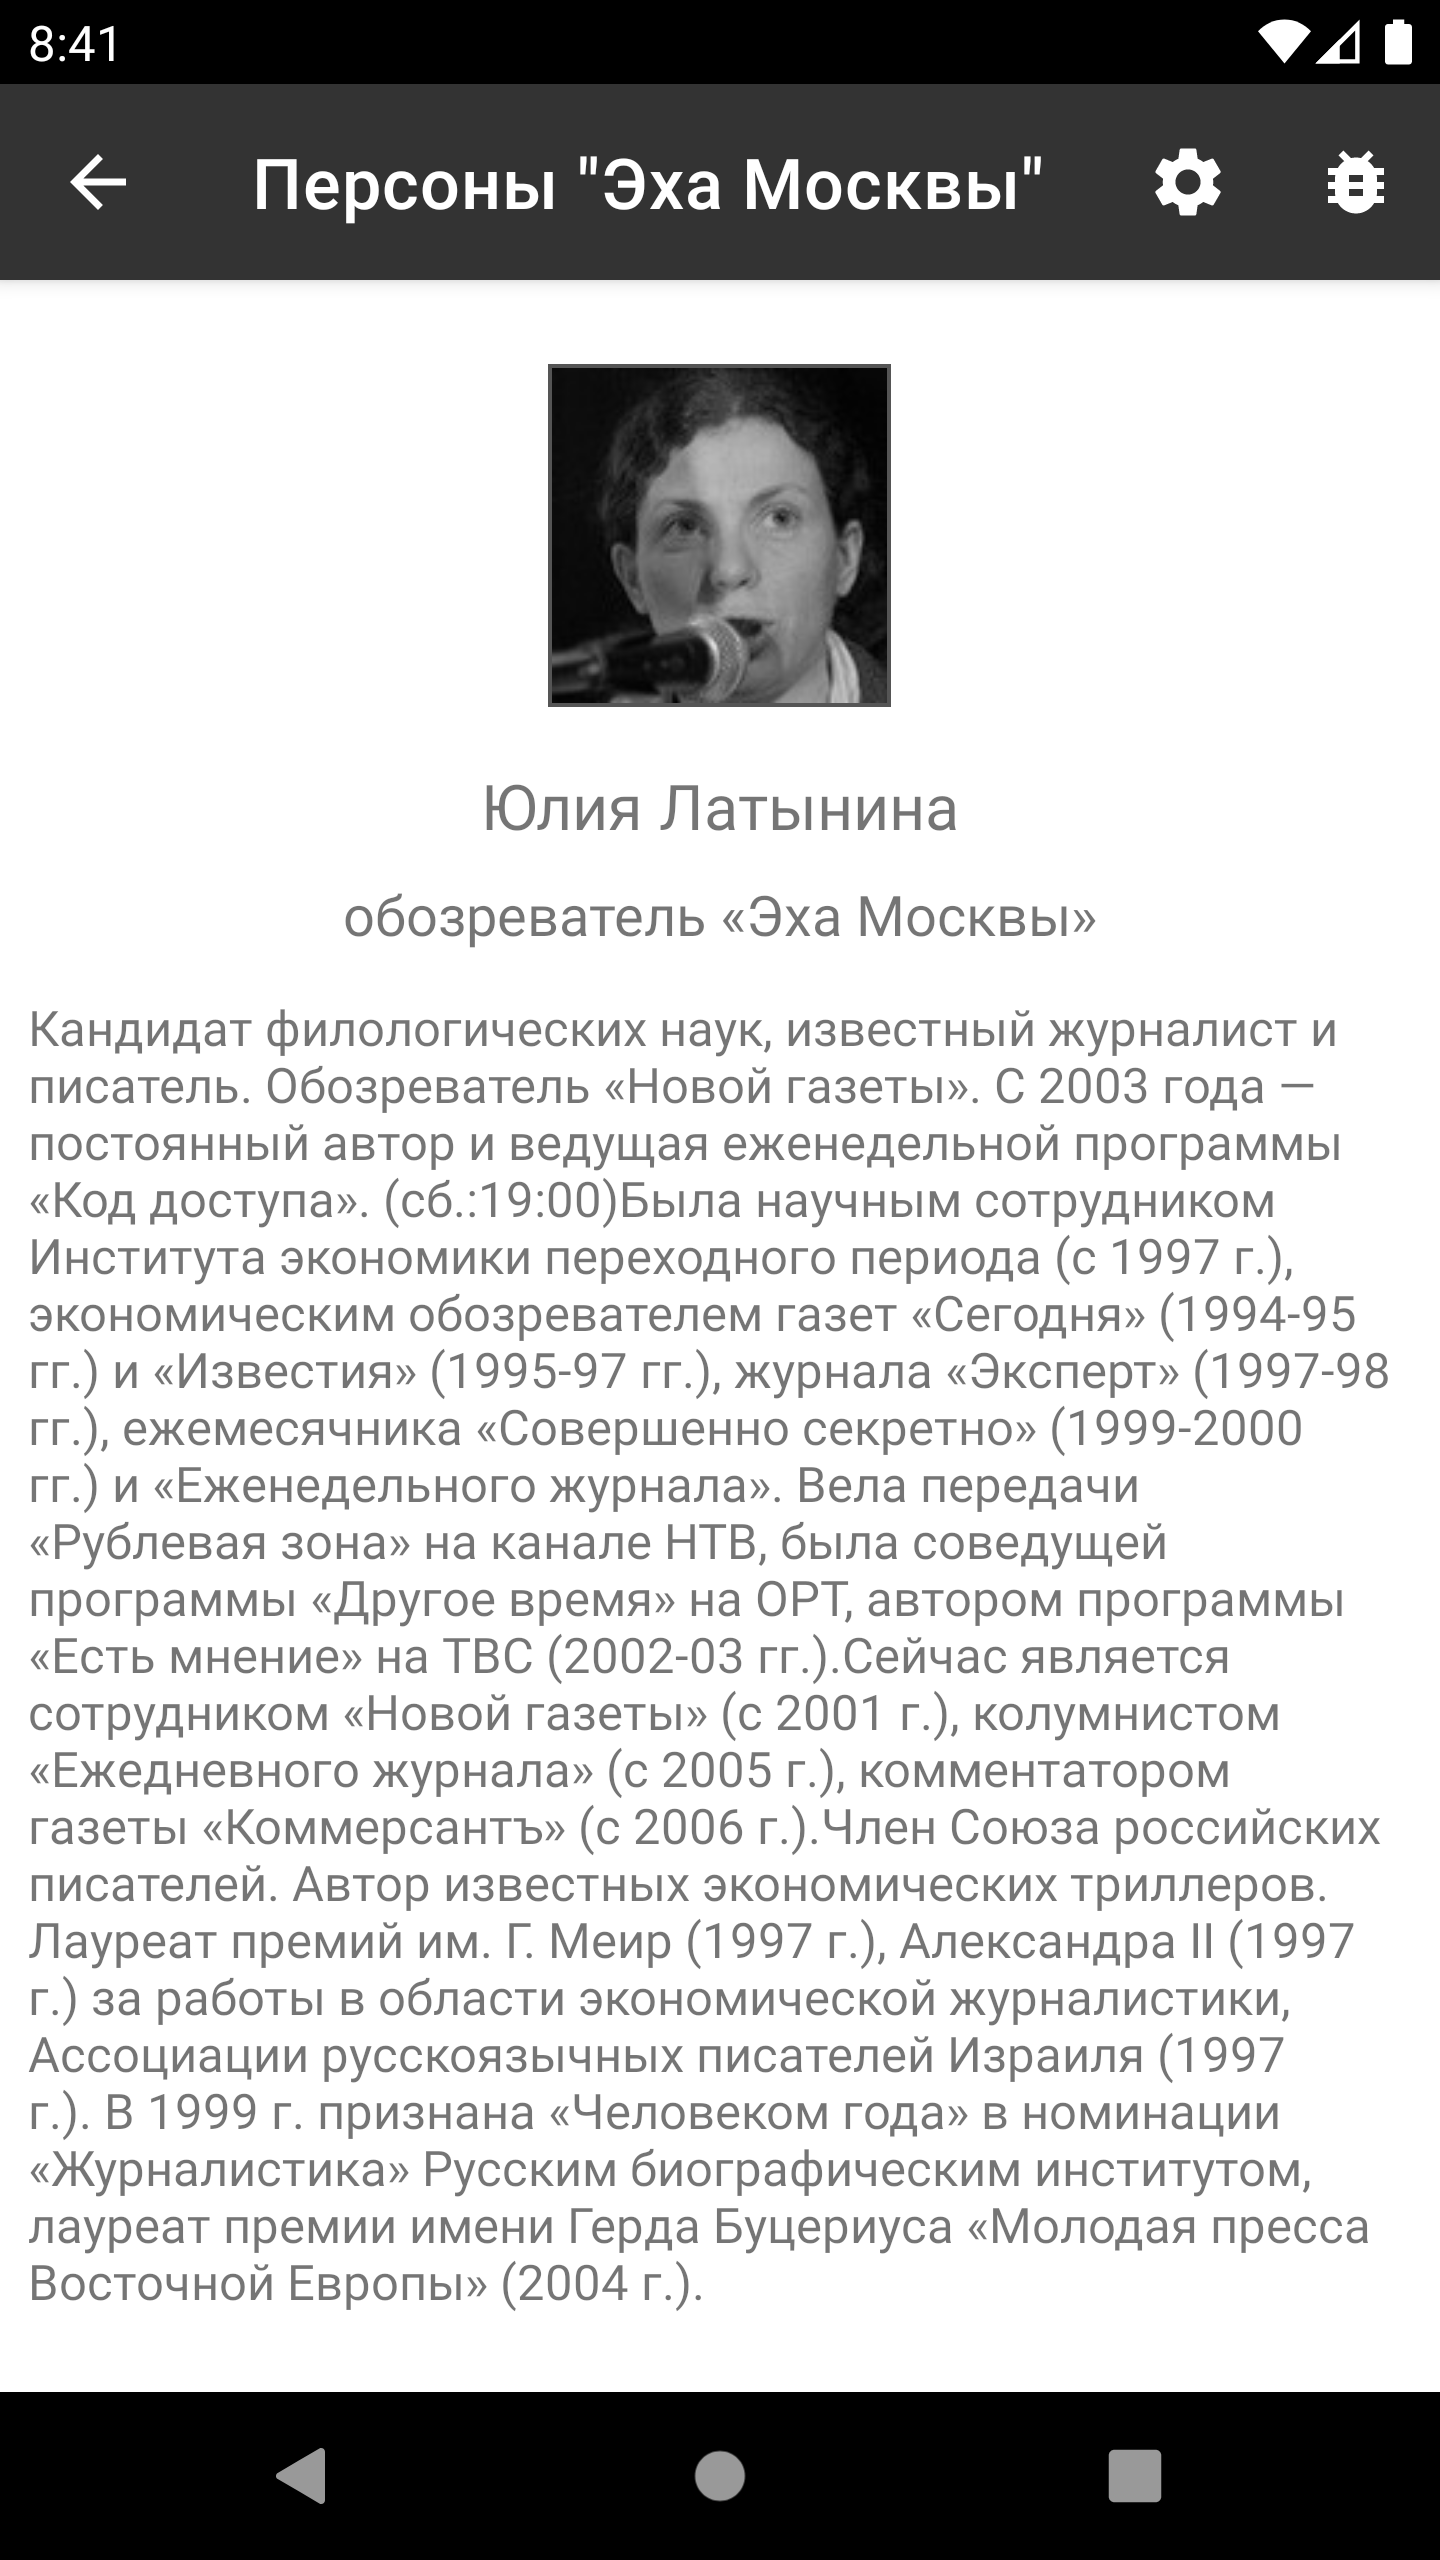 8:41
Персоны "Эха Москвы"
Юлия Латынина
обозреватель «Эха Москвы»
Кандидат филологических наук, известный журналист и
писатель. Обозреватель «Новой газеты». С 2003 года —
постоянный автор и ведущая еженедельной программы
«Код доступа». (сб.:19:00)Была научным сотрудником
Института экономики переходного периода (с 1997 г.),
экономическим обозревателем газет «Сегодня» (1994-95
гг.) и «Известия» (1995-97 гг.), журнала «Эксперт» (1997-98
гг.), ежемесячника «Совершенно секретно» (1999-2000
гг.) и «Еженедельного журнала». Вела передачи
«Рублевая зона» на канале НТВ, была соведущей
программы «Другое время» на ОРТ, автором программы
«Есть мнение» на ТВС (2002-03 гг.).Сейчас является
сотрудником «Новой газеты» (с 2001 г.), колумнистом
«Ежедневного журнала» (с 2005 г.), комментатором
газеты «Коммерсантъ» (с 2006 г.).Член Союза российских
писателей. Автор известных экономических триллеров.
Лауреат премий им. Г. Меир (1997 г.), Александра II (1997
г.) за работы в области экономической журналистики,
Ассоциации русскоязычных писателей Израиля (1997
г.). В 1999 г. признана «Человеком года» в номинации
«Журналистика» Русским биографическим институтом,
лауреат премии имени Герда Буцериуса «Молодая пресса
Восточной Европы» (2004 г.).